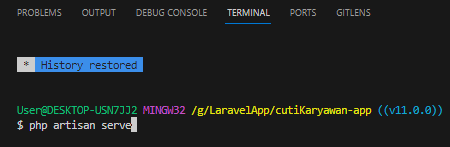 PROBLEMS OUTPUT DEBUG CONSOLE TERMINAL PORTS GITLENS
* History restored
User@DESKTOP-USN7JJ2 MINGW32 /g/LaravelApp/cutiKaryawan-app ((v11.0.0))
$ php artisan serve